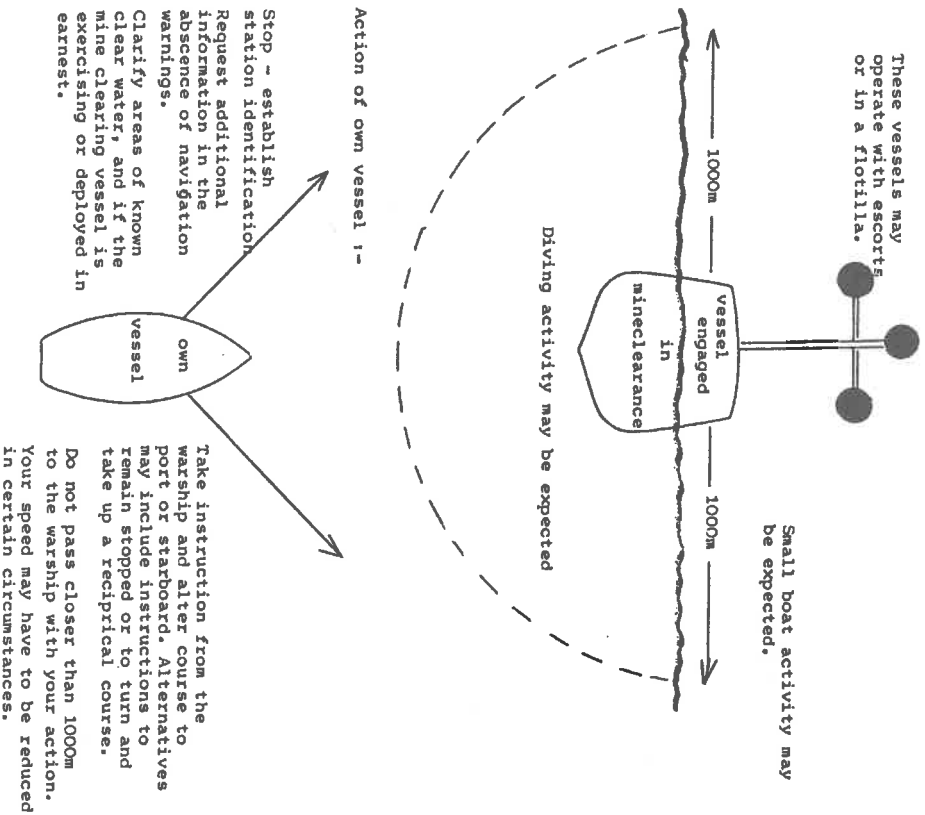 These vessels may
operate with escorts
or in a flotilla.
Small boat activity may
be expected.
1000m
1000m
vessel
engaged
in
mineclearance
Diving activity may be expected
Action of own vessel :-
Stop - establish
station identification
Request additional
information in the
absence of navigation
warnings.
Clarify areas of known
clear water, and if the
mine clearing vessel is
exercising or deployed in
earnest.
own
vessel
Take instruction from the
warship and alter course to
port or starboard. Alternatives
may include instructions to
remain stopped or to turn and
take up a reciprical course.
Do not pass closer than 1000m
to the warship with your action.
Your speed may have to be reduced
in certain circumstances.